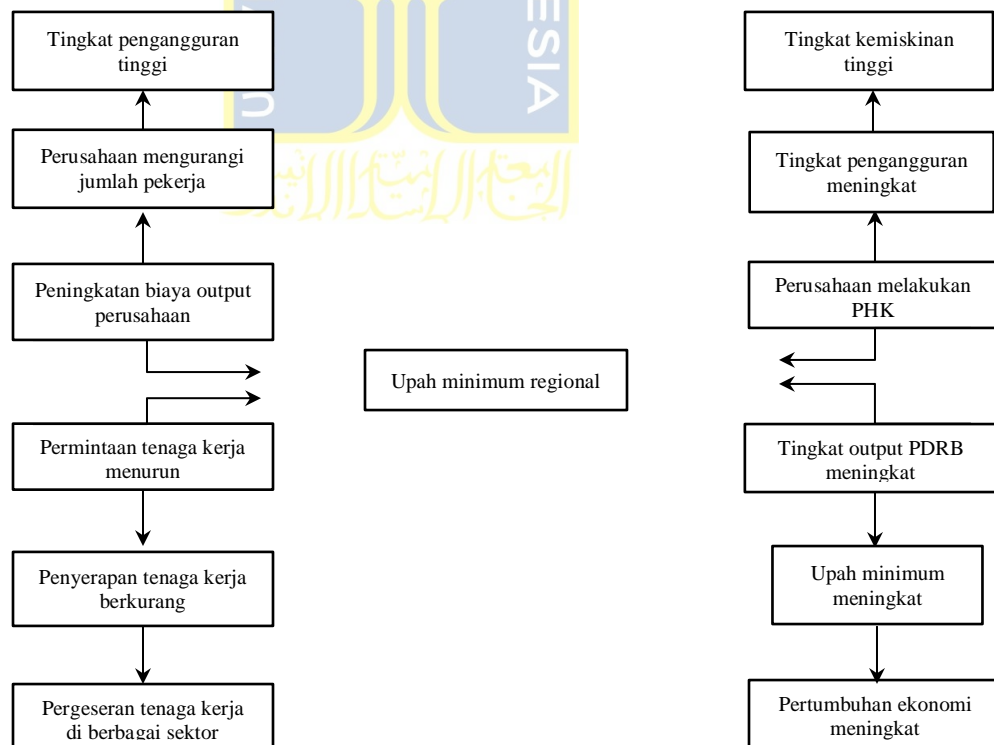 Tingkat pengangguran
tinggi
Perusahaan mengurangi
jumlah pekerja
Peningkatan biaya output
perusahaan
Permintaan tenaga kerja
menurun
Penyerapan tenaga kerja
berkurang
Pergeseran tenaga kerja
di berbagai sektor
Upah minimum regional
Tingkat kemiskinan
tinggi
Tingkat pengangguran
meningkat
Perusahaan melakukan
PHK
Tingkat output PDRB
meningkat
Upah minimum
meningkat
Pertumbuhan ekonomi
meningkat
ESIA